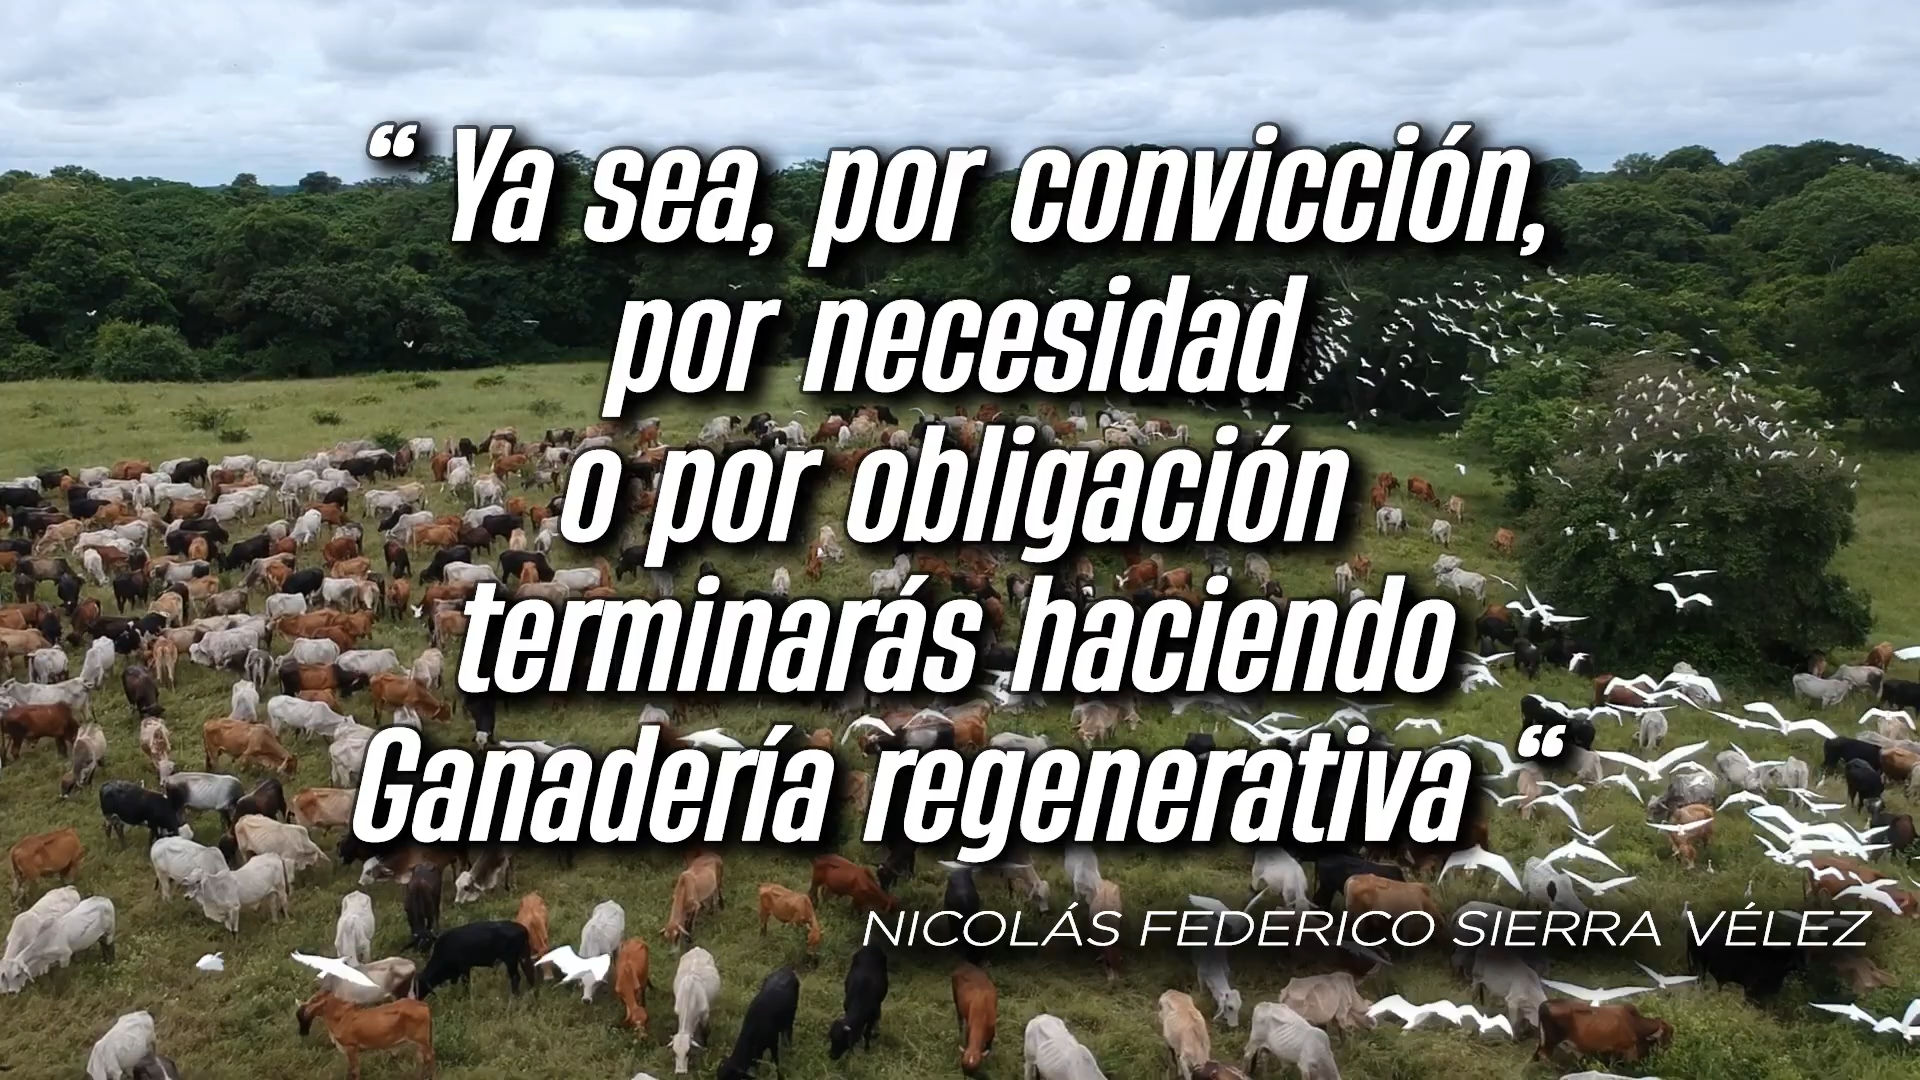 “ Ya sea, por convicción,
por necesidad
o por obligación
terminarás haciendo
Ganadería regenerativa “
NICOLÁS FEDERICO SIERRA VÉLEZ